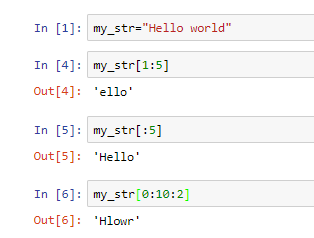 In [1]: my_str="Hello world"
In [4]: my_str[1:5]
Out[4]: 'ello'
In [5]: my_str[:5]
Out[5]: 'Hello'
In [6]: my_str[0:10:2]
Out[6]: 'Hlowr'